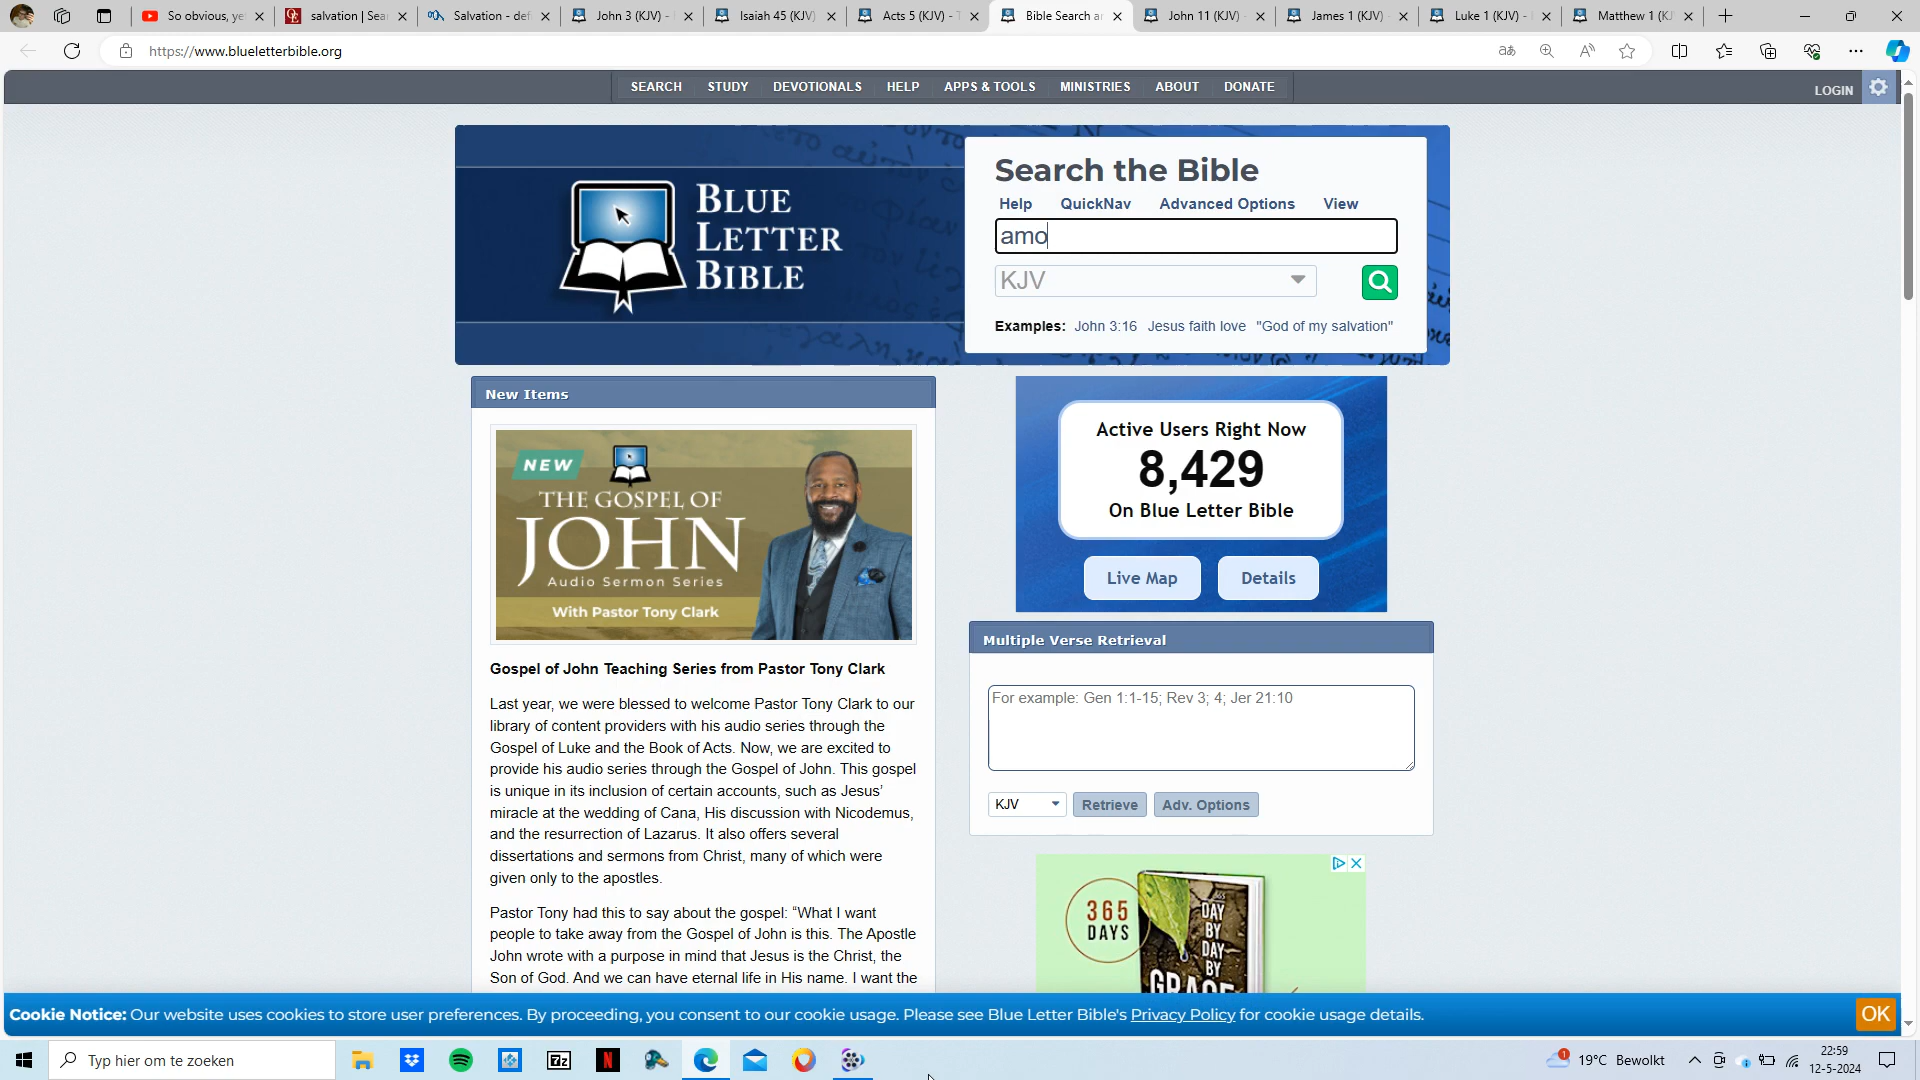 So obvious, ye
salvation | Sea
Salvation - def
John 3 (KJV) -
Isaiah 45 (KJV)
Acts 5 (KJV) - T
Bible Search a
John 11 (KJV)
James 1 (KJV)
Luke 1 (KJV) -
Matthew 1 (KJ
https://www.blueletterbible.org
SEARCH STUDY DEVOTIONALS HELP APPS & TOOLS MINISTRIES ABOUT DONATE
LOGIN
BLUE
LETTER
BIBLE
Search the Bible
Help QuickNav Advanced Options View
amo
KJV
Examples: John 3:16 Jesus faith love "God of my salvation"
New Items
NEW
THE GOSPEL OF
JOHN
Audio Sermon Series
With Pastor Tony Clark
Gospel of John Teaching Series from Pastor Tony Clark
Last year, we were blessed to welcome Pastor Tony Clark to our
library of content providers with his audio series through the
Gospel of Luke and the Book of Acts. Now, we are excited to
provide his audio series through the Gospel of John. This gospel
is unique in its inclusion of certain accounts, such as Jesus’
miracle at the wedding of Cana, His discussion with Nicodemus,
and the resurrection of Lazarus. It also offers several
dissertations and sermons from Christ, many of which were
given only to the apostles.
Pastor Tony had this to say about the gospel: “What I want
people to take away from the Gospel of John is this. The Apostle
John wrote with a purpose in mind that Jesus is the Christ, the
Son of God. And we can have eternal life in His name. I want the
Active Users Right Now
8,429
On Blue Letter Bible
Live Map Details
Multiple Verse Retrieval
For example: Gen 1:1-15; Rev 3; 4; Jer 21:10
KJV Retrieve Adv. Options
365
DAYS
DAY
BY
DAY
BY
GRACE
Cookie Notice: Our website uses cookies to store user preferences. By proceeding, you consent to our cookie usage. Please see Blue Letter Bible's Privacy Policy for cookie usage details.
OK
Typ hier om te zoeken
7z
N
1
19°C Bewolkt
22:59
12-5-2024